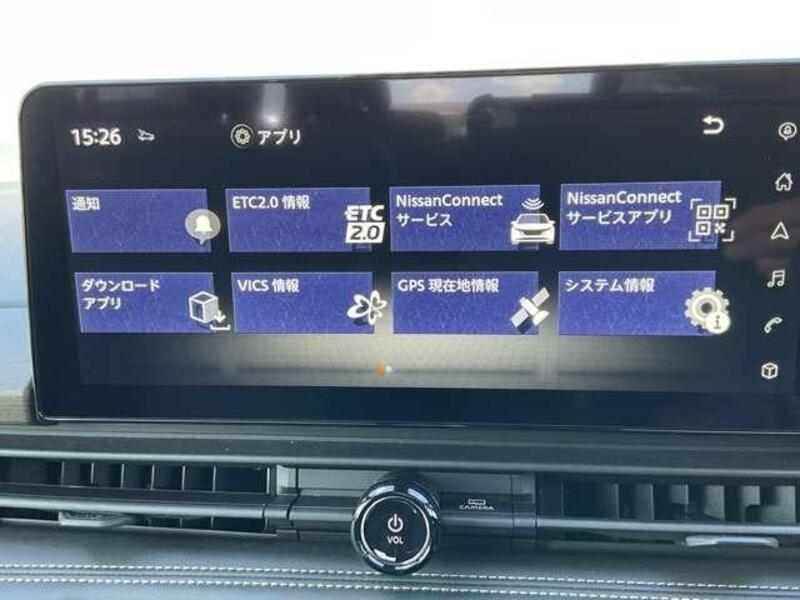 15:26
アプリ
通知
ETC2.0 情報
ETC
2.0
NissanConnect
サービス
NissanConnect
サービスアプリ
ダウンロード
アプリ
VICS 情報
GPS 現在地情報
システム情報
i
VOL
CAMERA